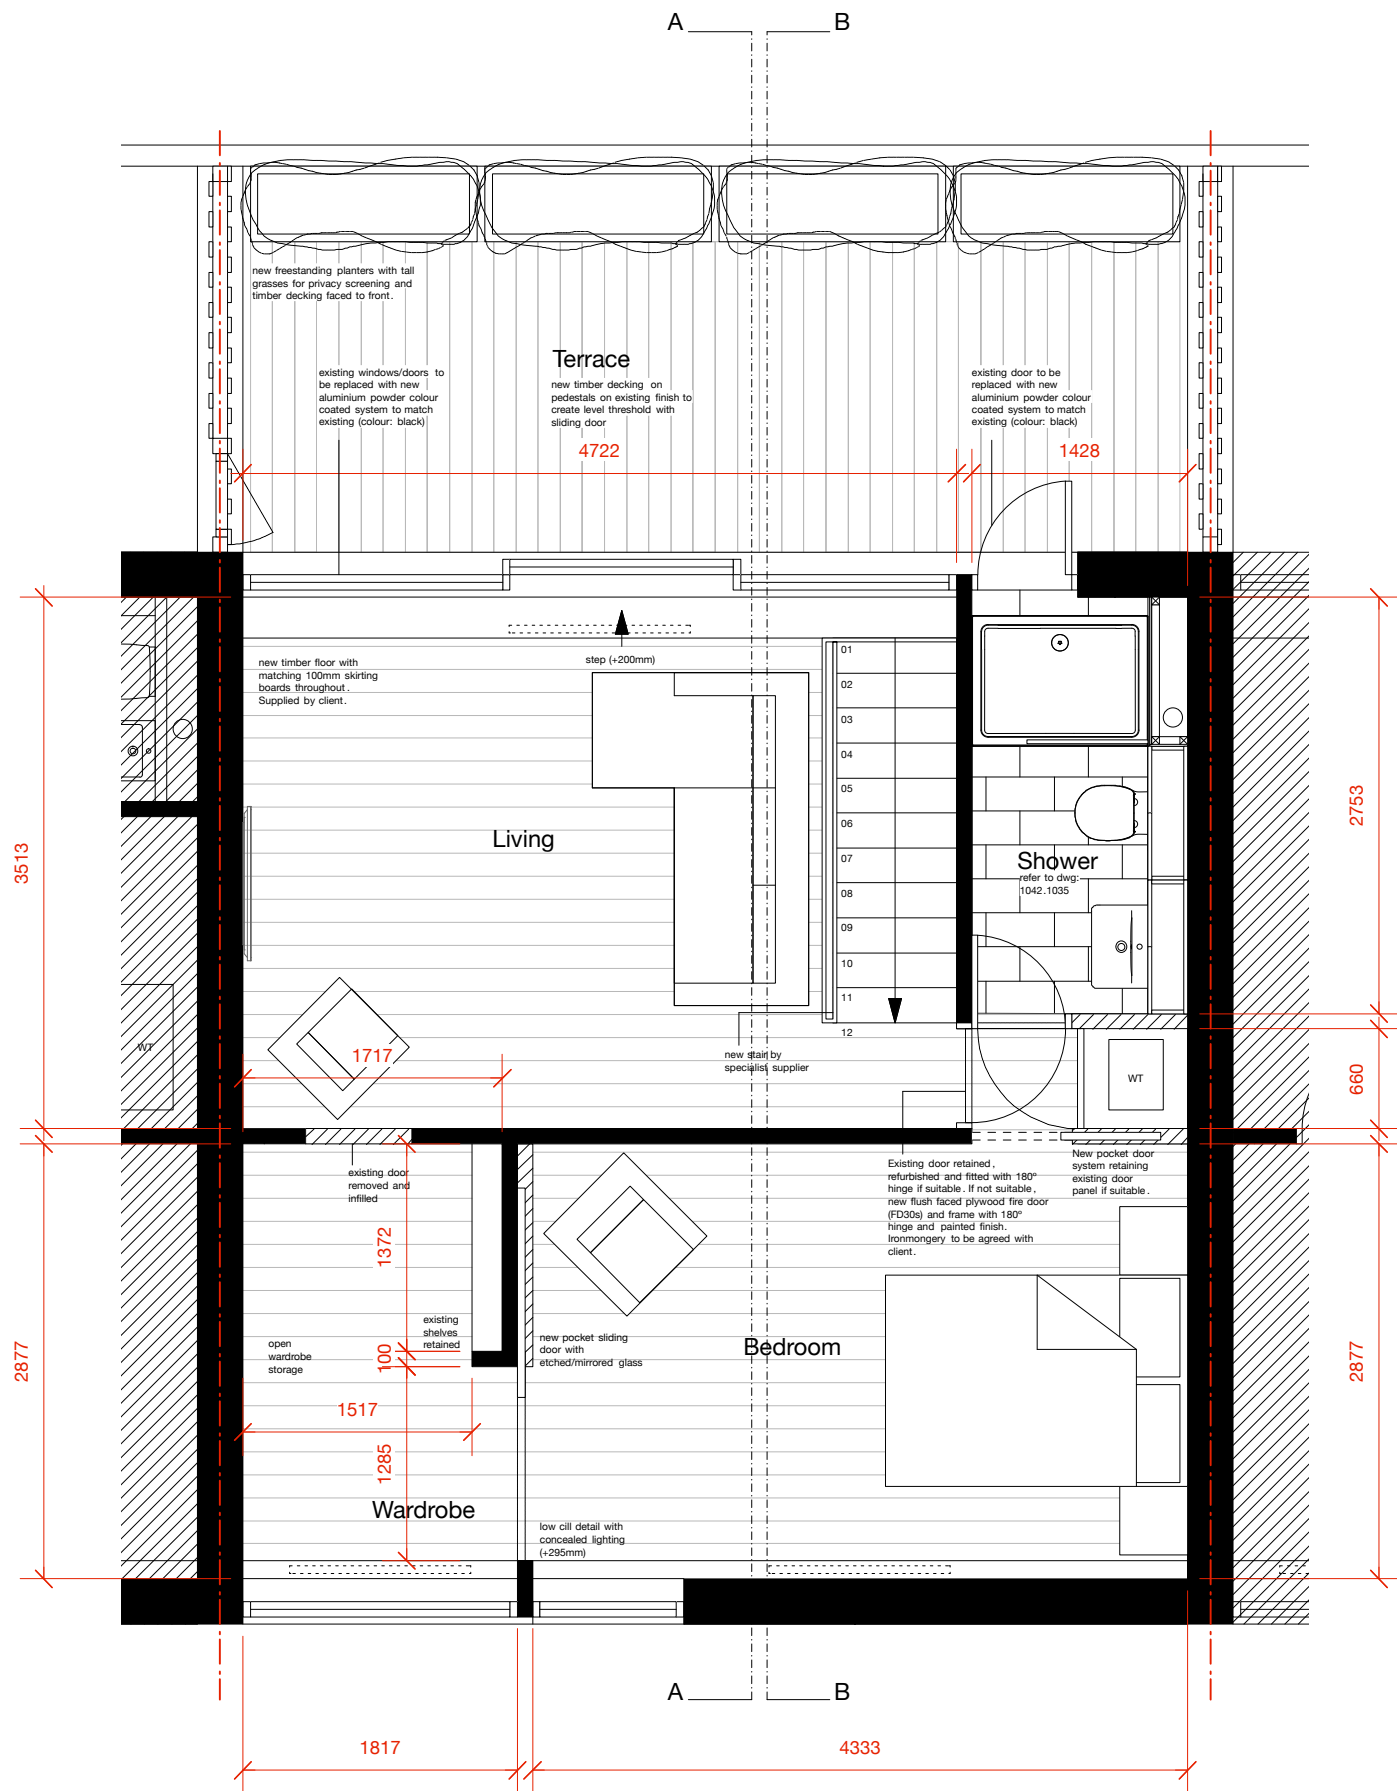 A
B
new freestanding planters with tall
grasses for privacy screening and
timber decking faced to front.
existing windows/doors to
be replaced with new
aluminium powder colour
coated system to match
existing (colour: black)
Terrace
new timber decking on
pedestals on existing finish to
create level threshold with
sliding door
existing door to be
replaced with new
aluminium powder colour
coated system to match
existing (colour: black)
4722
1428
new timber floor with
matching 100mm skirting
boards throughout.
Supplied by client.
step (+200mm)
01
02
03
04
05
06
07
08
09
10
11
12
3513
2753
Living
Shower
refer to dwg:
1042.1035
WT
1717
new stair by
specialist supplier
WT
660
existing door
removed and
infilled
Existing door retained,
refurbished and fitted with 180º
hinge if suitable. If not suitable,
new flush faced plywood fire door
(FD30s) and frame with 180º
hinge and painted finish.
Ironmongery to be agreed with
client.
New pocket door
system retaining
existing door
panel if suitable.
1372
2877
open
wardrobe
storage
existing
shelves
retained
100
new pocket sliding
door with
etched/mirrored glass
Bedroom
2877
1517
1285
Wardrobe
low cill detail with
concealed lighting
(+295mm)
A
B
1817
4333